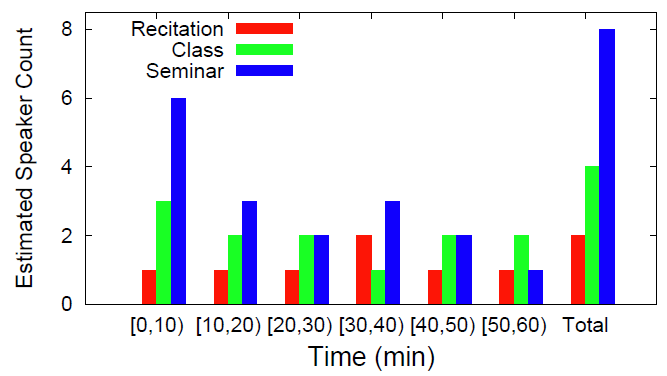 Recitation
Class
Seminar
Estimated Speaker Count
8
6
4
2
0
[0,10) [10,20) [20,30) [30,40) [40,50) [50,60) Total
Time (min)